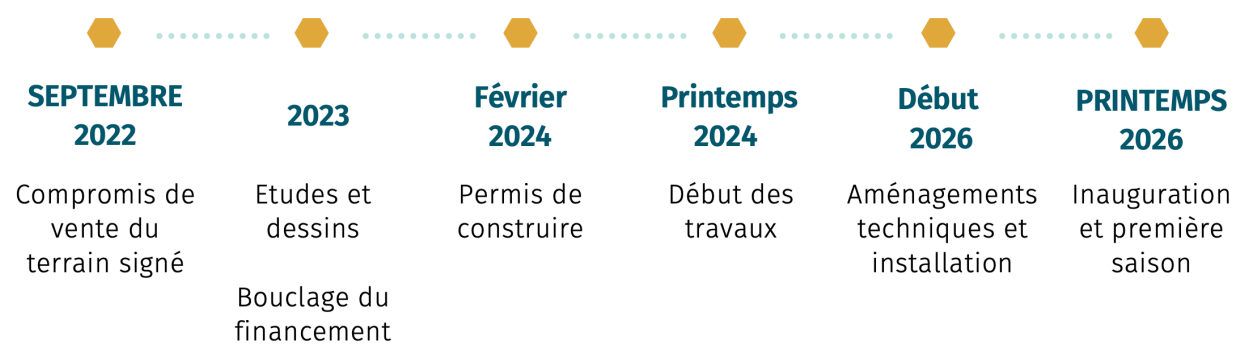 SEPTEMBRE
2022
Compromis de
vente du
terrain signé
2023
Etudes et
dessins
Bouclage du
financement
Février
2024
Permis de
construire
Printemps
2024
Début des
travaux
Début
2026
Aménagements
techniques et
installation
PRINTEMPS
2026
Inauguration
et première
saison